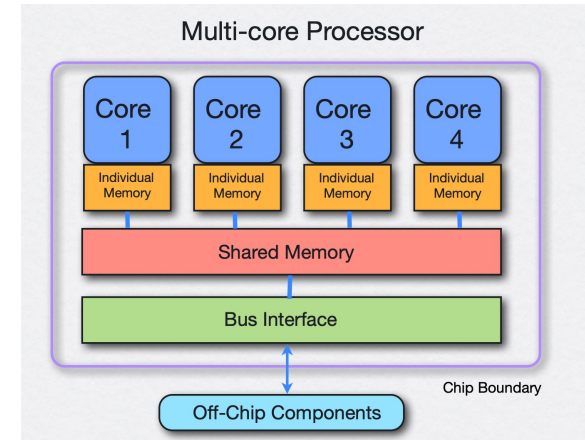 Multi-core Processor
Core
1
Core
2
Core
3
Core
4
Individual
Memory
Individual
Memory
Individual
Memory
Individual
Memory
Shared Memory
Bus Interface
Chip Boundary
Off-Chip Components